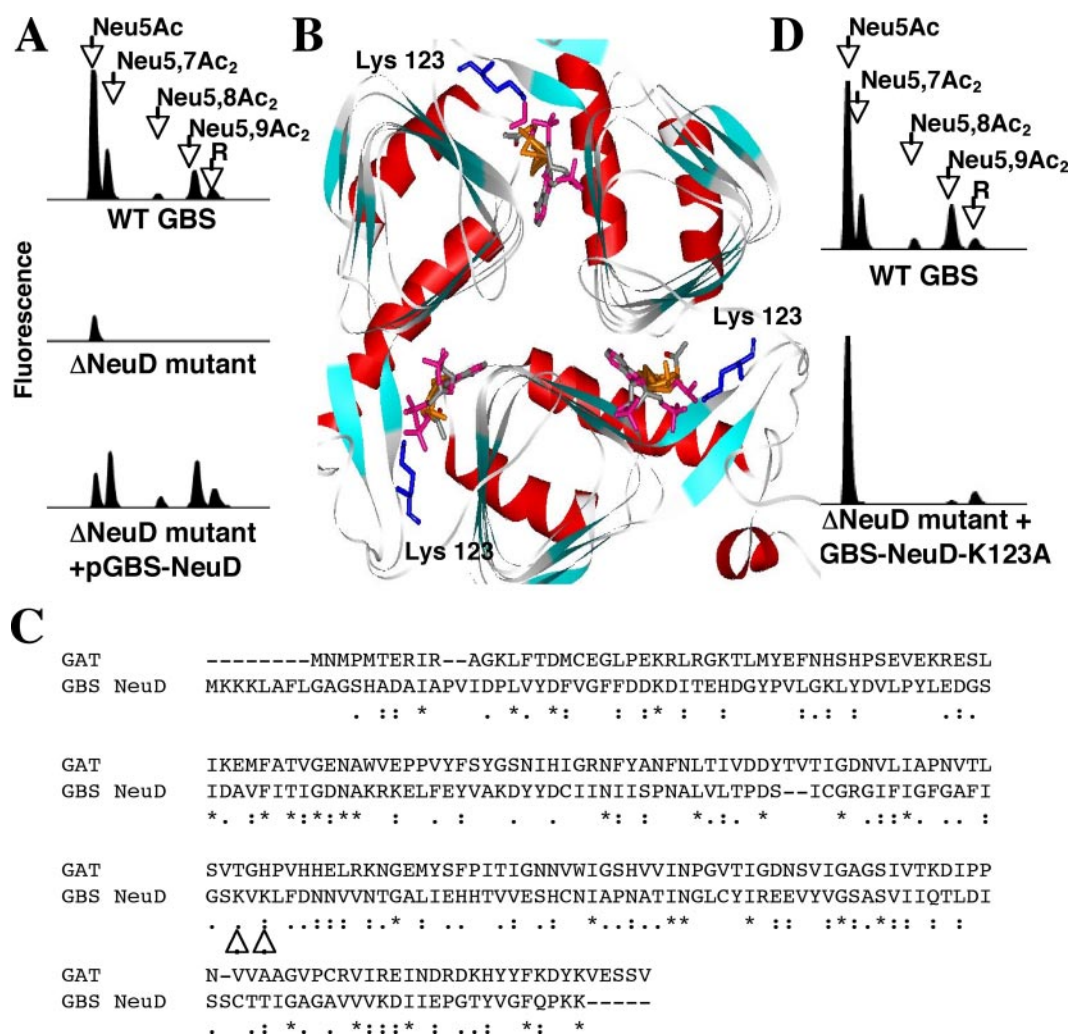 A
Neu5Ac
Neu5,7Ac2
Neu5,8Ac2
Neu5,9Ac2
R
WT GBS
Fluorescence
ΔNeuD mutant
ΔNeuD mutant
+pGBS-NeuD
B
Lys 123
Lys 123
Lys 123
D
Neu5Ac
Neu5,7Ac2
Neu5,8Ac2
Neu5,9Ac2
R
WT GBS
ΔNeuD mutant +
GBS-NeuD-K123A
C
GAT --------MNMPMTERIR--AGKLFTDMCEGLPEKRLRGKTLMYEFNHSHPSEVEKRESL
GBS NeuD MKKKLAFLGAGSHADAIAPVIDPLVYDFVGFFDDKDITEHDGYPVLGKLYDVLPYLEDGS
. :: * . * . * : : * : : :. : :.
GAT IKEMFATVGENAWVEPPVYFSYGSNIHIGRNFYANFNLTIVDDYTVTIGDNVLIAPNVTL
GBS NeuD IDAVFITIGDNAKRKELFEYVAKDYYDCIINIISPNALVLTPDS--ICGRGIFIGFGAFI
*. :* *:*:** : . : . . * : *.:. * * .::*. . :
GAT SVTGHPVHHELRKNGEMYSFPITIGNNVWIGSHVVINPGVTIGDNSVIGAGSIVTKDIPP
GBS NeuD GSKVKLFDNNVVNTGALIEHHTVVESHCNIAPNATINGLCYIREEVYVGSASVIIQTLDI
. . : ..::: :.* : .. .: .: *..:..** * :: :*:.*:: : :
GAT N-VVAAGVPCRVIREINDRDKHYYFKDYKVESSV
GBS NeuD SSCTTIGAGAVVVKDIIEPGTYVGFQPKK-----
. .: *. *:::* : ..: *: *